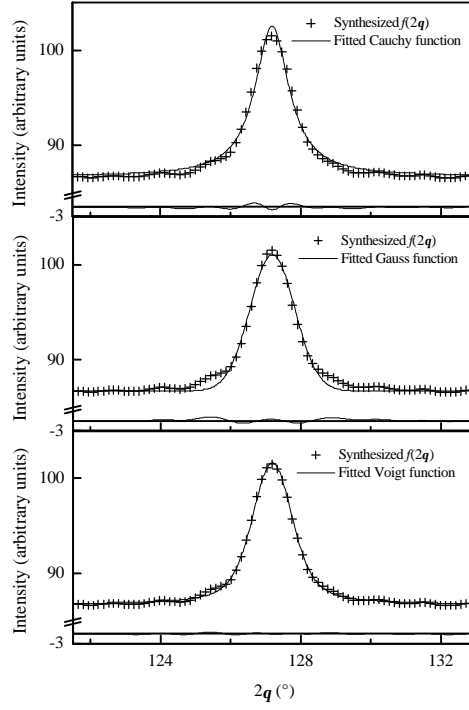 Synthesized f(2q)
Fitted Cauchy function
100
90
-3
Intensity (arbitrary units)
Synthesized f(2q)
Fitted Gauss function
100
90
-3
Intensity (arbitrary units)
Synthesized f(2q)
Fitted Voigt function
100
90
-3
Intensity (arbitrary units)
124
128
132
2q (°)